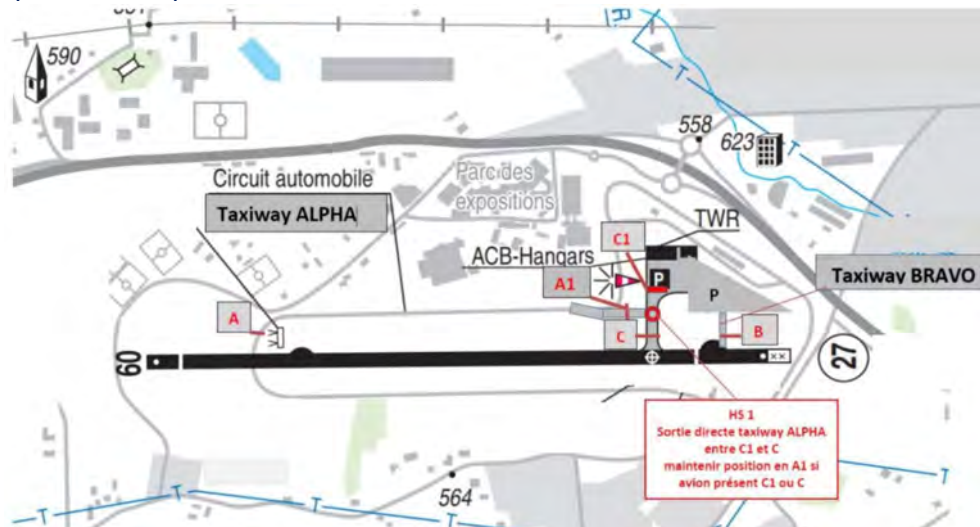 590
558
623
Circuit automobile
Parc des
expositions
Taxiway ALPHA
TWR
C1
ACB-Hangars
A1
P
P
Taxiway BRAVO
A
C
B
09
27
HS 1
Sortie directe taxiway ALPHA
entre C1 et C
maintenir position en A1 si
avion présent C1 ou C
564
T
T
T
T
T
T
T